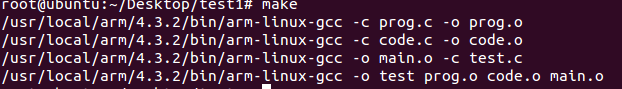 root@ubuntu:~/Desktop/test1# make
/usr/local/arm/4.3.2/bin/arm-linux-gcc -c prog.c -o prog.o
/usr/local/arm/4.3.2/bin/arm-linux-gcc -c code.c -o code.o
/usr/local/arm/4.3.2/bin/arm-linux-gcc -o main.o -c test.c
/usr/local/arm/4.3.2/bin/arm-linux-gcc -o test prog.o code.o main.o